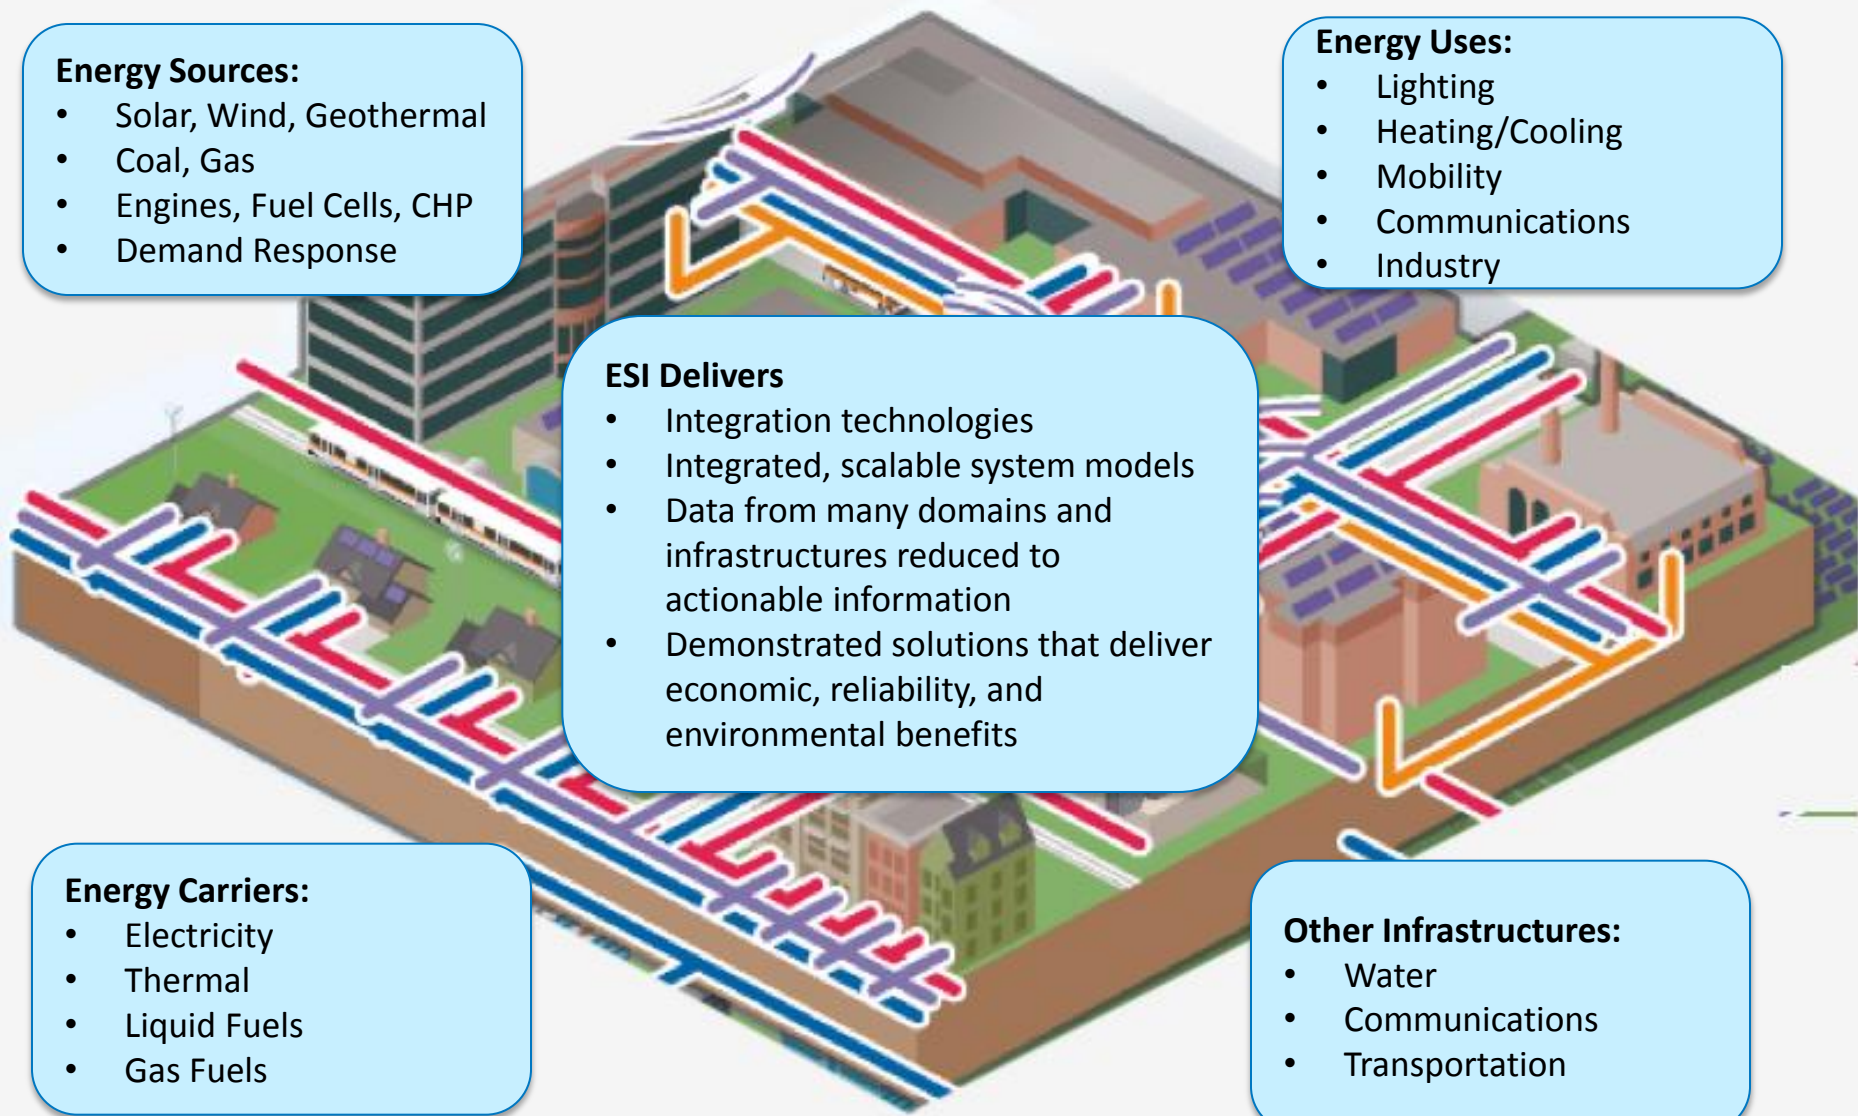 Energy Sources:
• Solar, Wind, Geothermal
• Coal, Gas
• Engines, Fuel Cells, CHP
• Demand Response
Energy Uses:
• Lighting
• Heating/Cooling
• Mobility
• Communications
• Industry
ESI Delivers
• Integration technologies
• Integrated, scalable system models
• Data from many domains and
infrastructures reduced to
actionable information
• Demonstrated solutions that deliver
economic, reliability, and
environmental benefits
Energy Carriers:
• Electricity
• Thermal
• Liquid Fuels
• Gas Fuels
Other Infrastructures:
• Water
• Communications
• Transportation